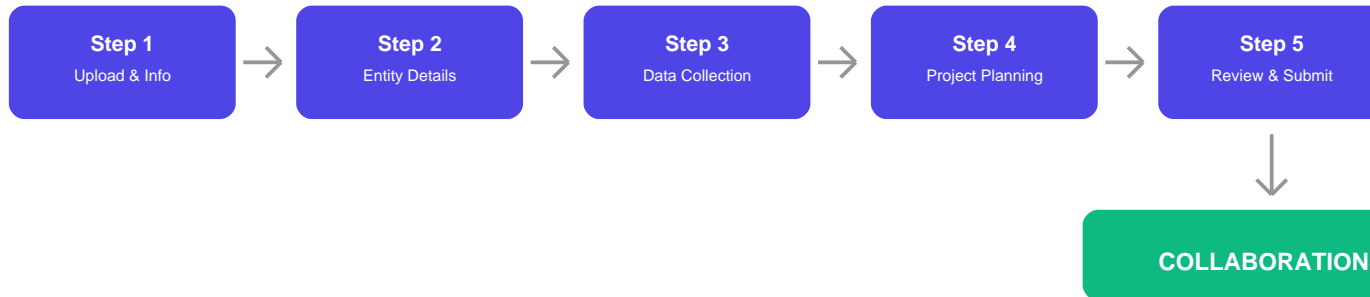 Step 1
Upload & Info
Step 2
Entity Details
Step 3
Data Collection
Step 4
Project Planning
Step 5
Review & Submit
COLLABORATION